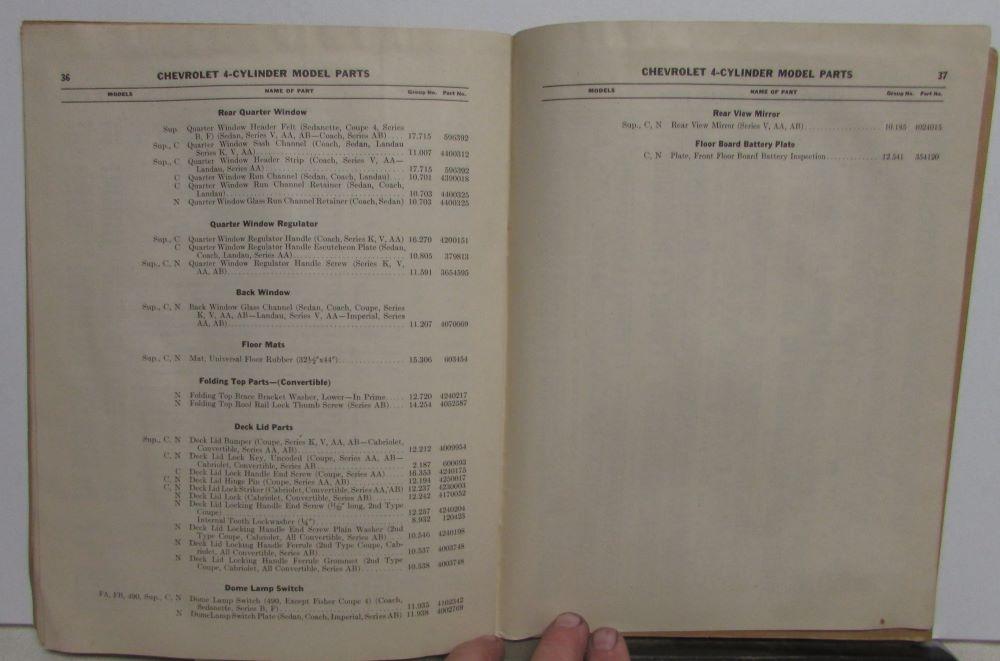 36
CHEVROLET 4-CYLINDER MODEL PARTS
MODELS NAME OF PART Group No. Part No.
Rear Quarter Window
Sup. Quarter Window Header Felt (Sedanette, Coupe 4, Series
B, F) (Sedan, Series V, AA, AB—Coach, Series AB).... 17.715 596392
Sup., C Quarter Window Sash Channel (Coach, Sedan, Landau
Series K, V, AA) 11.007 4400312
Sup., C Quarter Window Header Strip (Coach, Series V, AA—
Landau, Series AA) 17.715 596392
C Quarter Window Run Channel (Sedan, Coach, Landau).... 10.701 4390018
C Quarter Window Run Channel Retainer (Sedan, Coach,
Landau) 10.703 4400325
N Quarter Window Glass Run Channel Retainer (Coach, Sedan) 10.703 4400325
Quarter Window Regulator
Sup., C Quarter Window Regulator Handle (Coach, Series K, V, AA) 16.270 4200151
C Quarter Window Regulator Handle Escutcheon Plate (Sedan,
Coach, Landau, Series AA) 10.805 379813
Sup., C, N Quarter Window Regulator Handle Screw (Series K, V,
AA, AB) 11.591 3654595
Back Window
Sup., C, N Back Window Glass Channel (Sedan, Coach, Coupe, Series
K, V, AA, AB—Landau, Series V, AA—Imperial, Series
AA, AB) 11.207 4070069
Floor Mats
Sup., C, N Mat, Universal Floor Rubber (32½"x44") 15.306 603454
Folding Top Parts—(Convertible)
N Folding Top Brace Bracket Washer, Lower—In Prime.... 12.720 4240217
N Folding Top Roof Rail Lock Thumb Screw (Series AB).... 14.254 4052587
Deck Lid Parts
Sup., C, N Deck Lid Bumper (Coupe, Series K, V, AA, AB—Cabriolet,
Convertible, Series AA, AB) 12.212 4009954
C, N Deck Lid Lock Key, Uncoded (Coupe, Series AA, AB—
Cabriolet, Convertible, Series AB 2.187 600693
C Deck Lid Lock Handle End Screw (Coupe, Series AA).... 16.353 4240175
C, N Deck Lid Hinge Pin (Coupe, Series AA, AB) 12.194 4250017
C, N Deck Lid Lock Striker (Cabriolet, Convertible, Series AA, AB) 12.237 4230003
N Deck Lid Lock (Cabriolet, Convertible, Series AB) 12.242 4170052
N Deck Lid Locking Handle End Screw ( long, 2nd Type
Coupe) 12.257 4240204
Internal Tooth Lockwasher (¼") 8.932 120423
N Deck Lid Locking Handle End Screw Plain Washer (2nd
Type Coupe, Cabriolet, All Convertible, Series AB).... 10.546 4240198
N Deck Lid Locking Handle Ferrule (2nd Type Coupe, Cab-
riolet, All Convertible, Series AB) 10.537 4003748
N Deck Lid Locking Handle Ferrule Grommet (2nd Type
Coupe, Cabriolet, All Convertible, Series AB) 10.538 4003748
Dome Lamp Switch
FA, FB, 490, Sup., C, N Dome Lamp Switch (490, Except Fisher Coupe 4) (Coach,
Sedanette, Series B, F) 11.935 4102342
N Dome Lamp Switch Plate (Sedan, Coach, Imperial, Series AB) 11.938 4002769
CHEVROLET 4-CYLINDER MODEL PARTS
37
MODELS NAME OF PART Group No. Part No.
Rear View Mirror
Sup., C, N Rear View Mirror (Series V, AA, AB) 10.185 4024015
Floor Board Battery Plate
C, N Plate, Front Floor Board Battery Inspection 12.541 354120